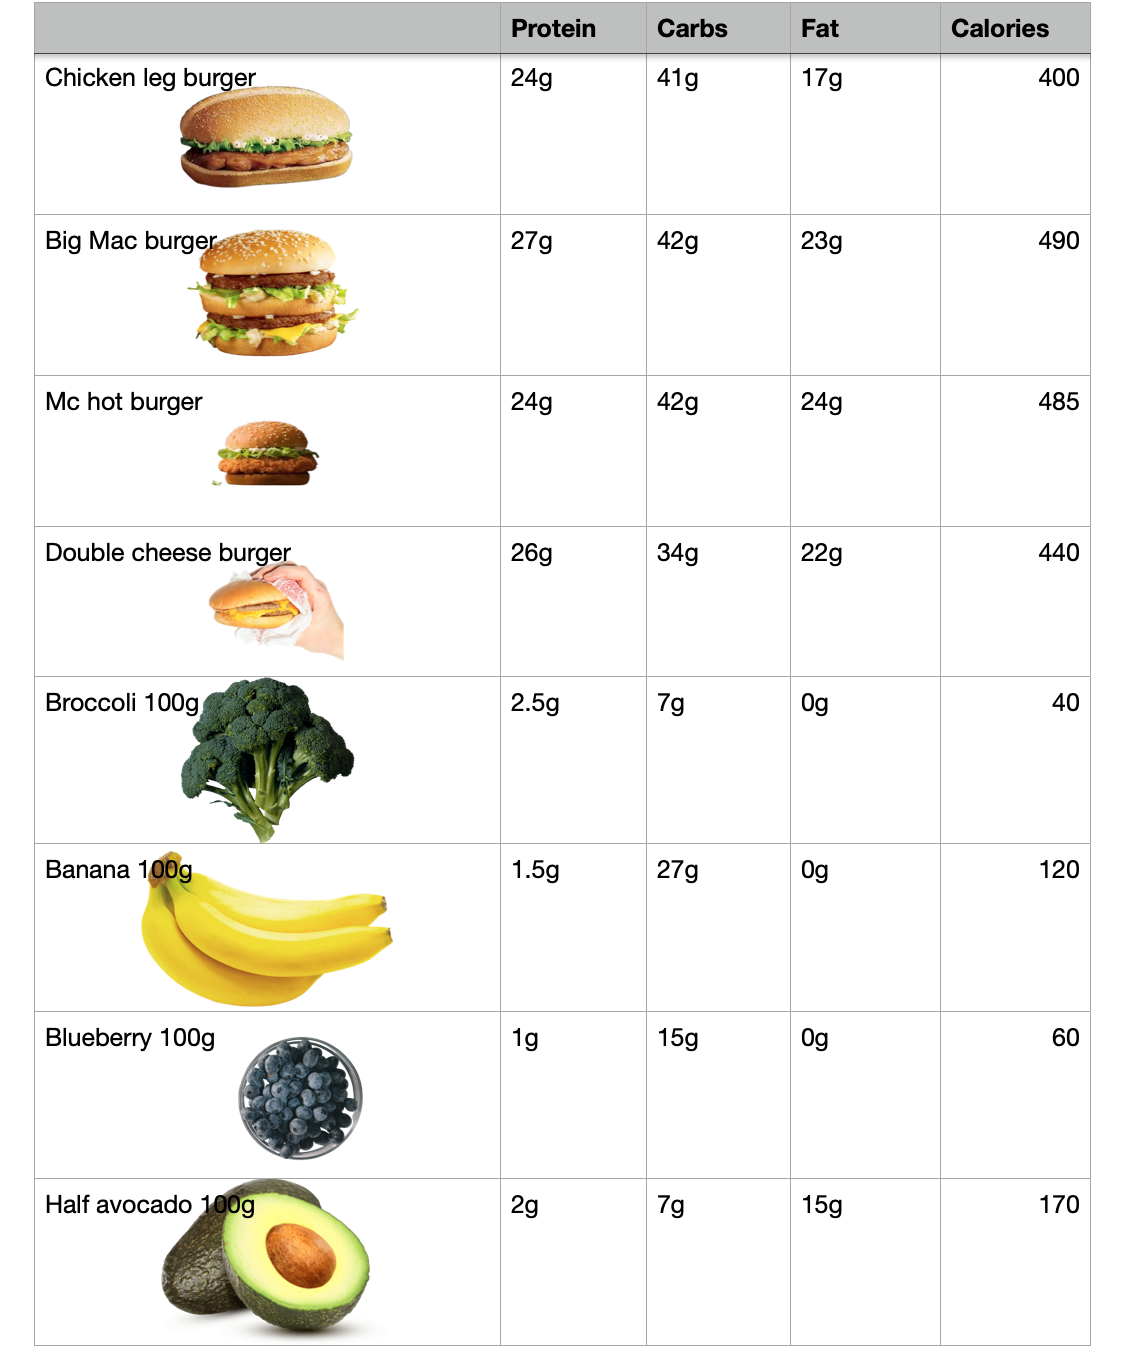 Protein Carbs Fat Calories
Chicken leg burger 24g 41g 17g 400
Big Mac burger 27g 42g 23g 490
Mc hot burger 24g 42g 24g 485
Double cheese burger 26g 34g 22g 440
Broccoli 100g 2.5g 7g 0g 40
Banana 100g 1.5g 27g 0g 120
Blueberry 100g 1g 15g 0g 60
Half avocado 100g 2g 7g 15g 170